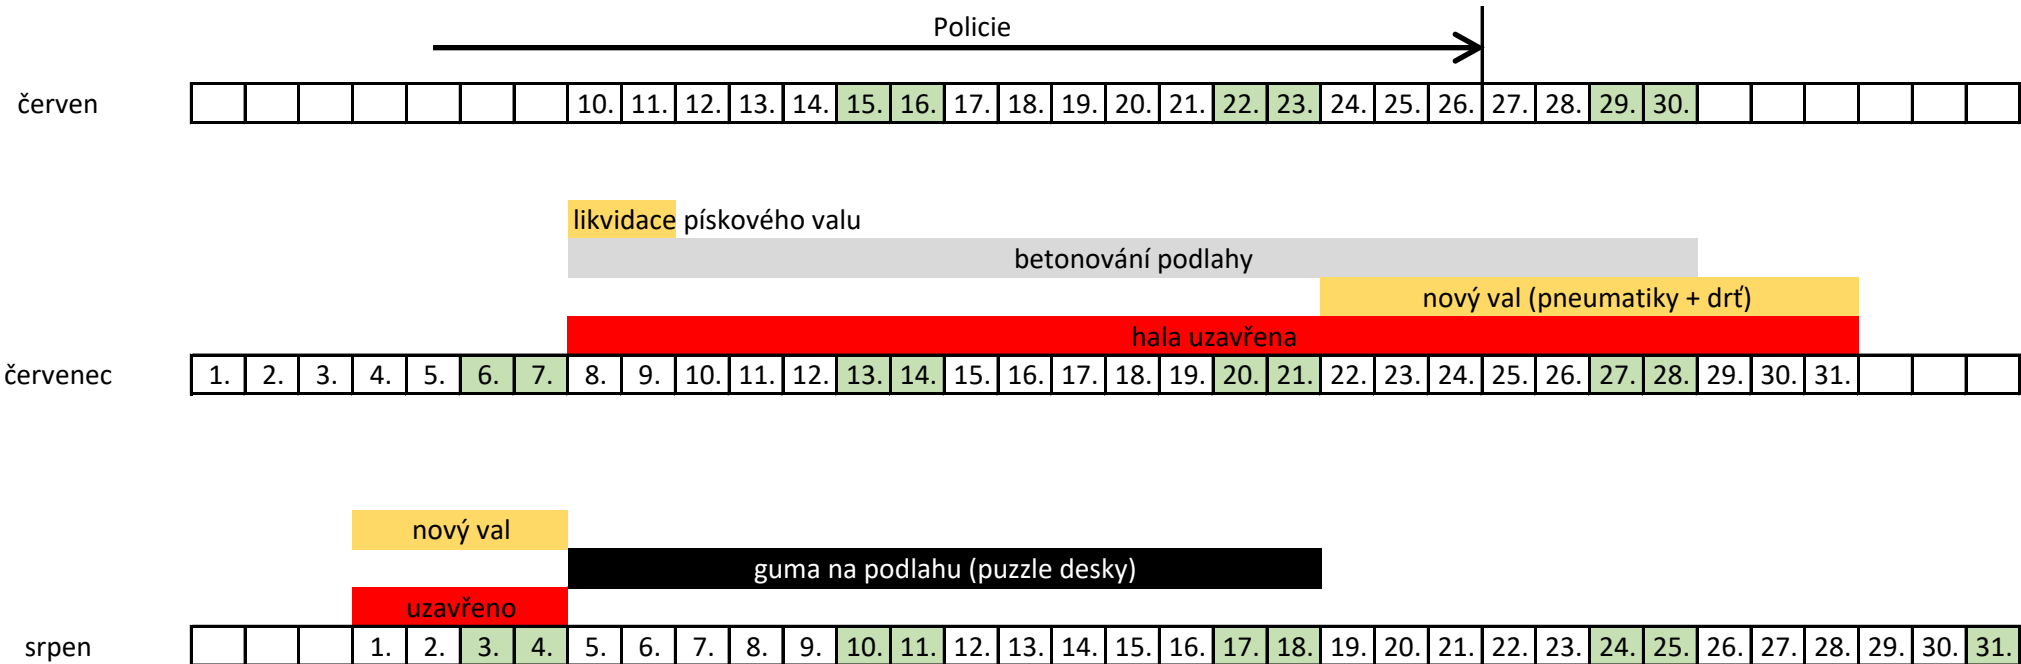 Policie
červen 10. 11. 12. 13. 14. 15. 16. 17. 18. 19. 20. 21. 22. 23. 24. 25. 26. 27. 28. 29. 30.
likvidace pískového valu
betonování podlahy
nový val (pneumatiky + drť)
hala uzavřena
červenec 1. 2. 3. 4. 5. 6. 7. 8. 9. 10. 11. 12. 13. 14. 15. 16. 17. 18. 19. 20. 21. 22. 23. 24. 25. 26. 27. 28. 29. 30. 31.
nový val
guma na podlahu (puzzle desky)
uzavřeno
srpen 1. 2. 3. 4. 5. 6. 7. 8. 9. 10. 11. 12. 13. 14. 15. 16. 17. 18. 19. 20. 21. 22. 23. 24. 25. 26. 27. 28. 29. 30. 31.